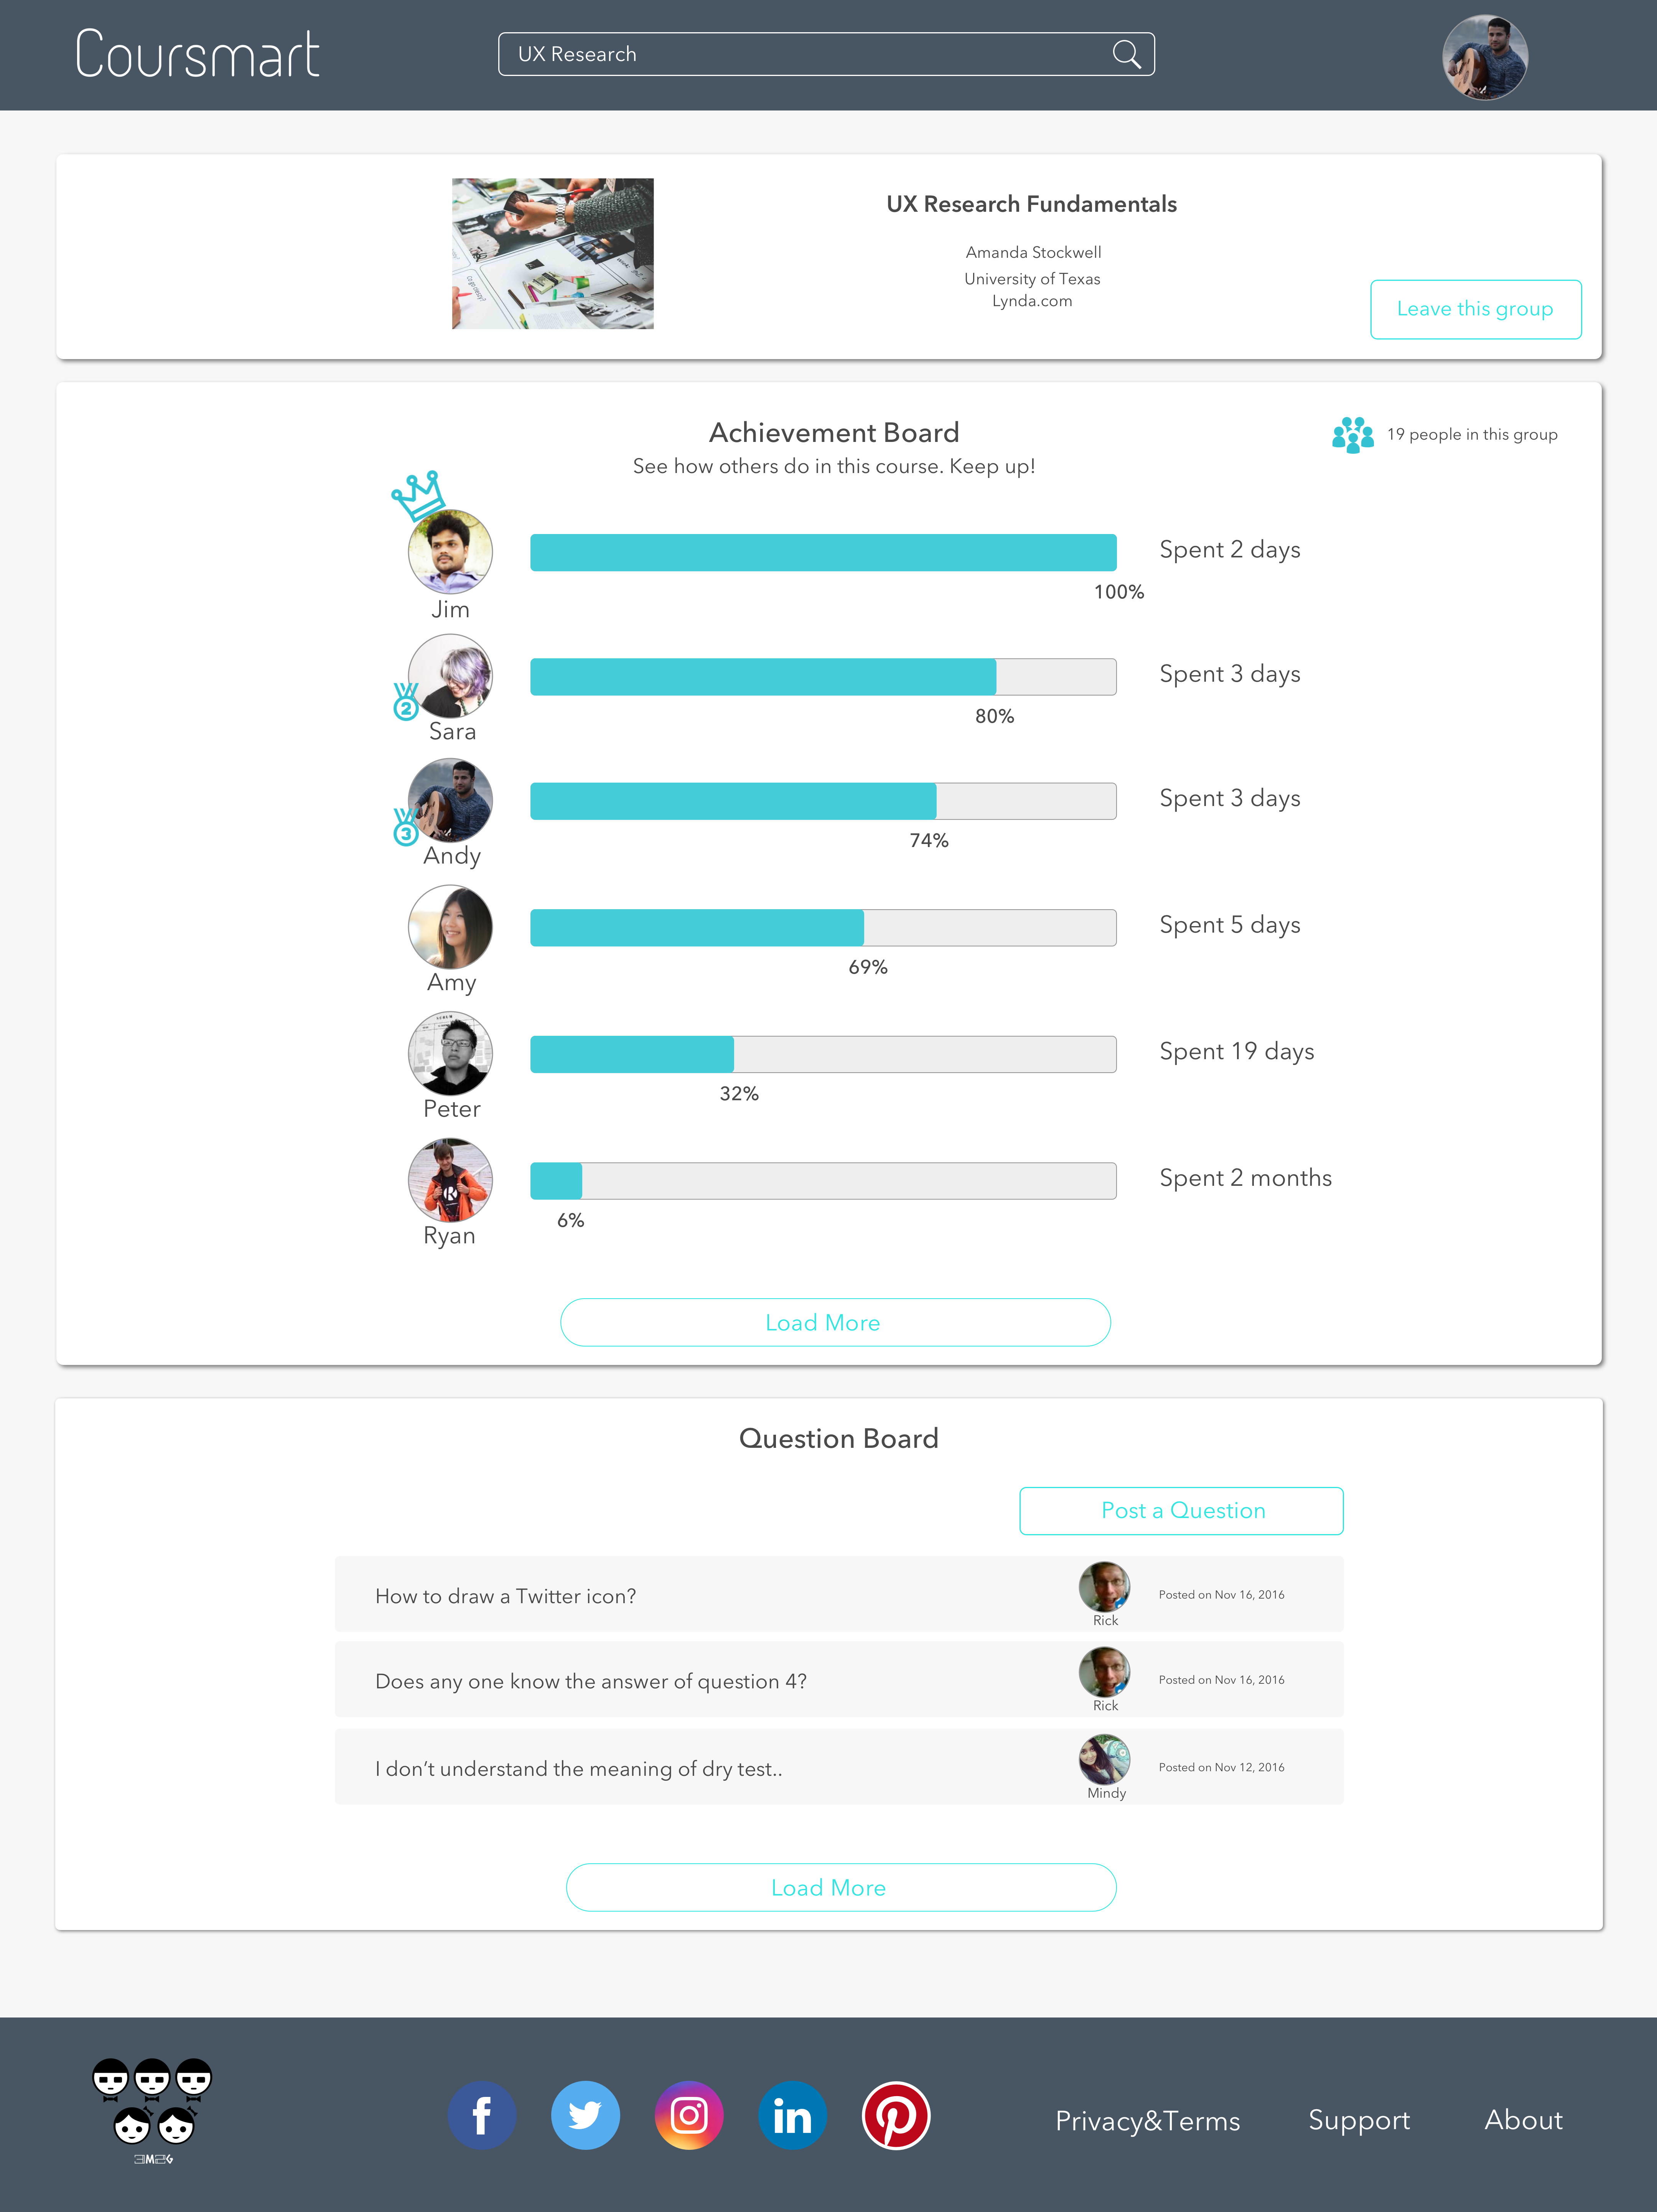 Coursmart
UX Research
UX Research Fundamentals
Amanda Stockwell
University of Texas
Lynda.com
Leave this group
Achievement Board
19 people in this group
See how others do in this course. Keep up!
Spent 2 days
100%
Jim
Spent 3 days
80%
2
Sara
Spent 3 days
74%
3
Andy
Spent 5 days
69%
Amy
Spent 19 days
32%
Peter
Spent 2 months
6%
Ryan
Load More
Question Board
Post a Question
How to draw a Twitter icon?
Posted on Nov 16, 2016
Rick
Does any one know the answer of question 4?
Posted on Nov 16, 2016
Rick
I don’t understand the meaning of dry test..
Posted on Nov 12, 2016
Mindy
Load More
f
in
Privacy&Terms
Support
About